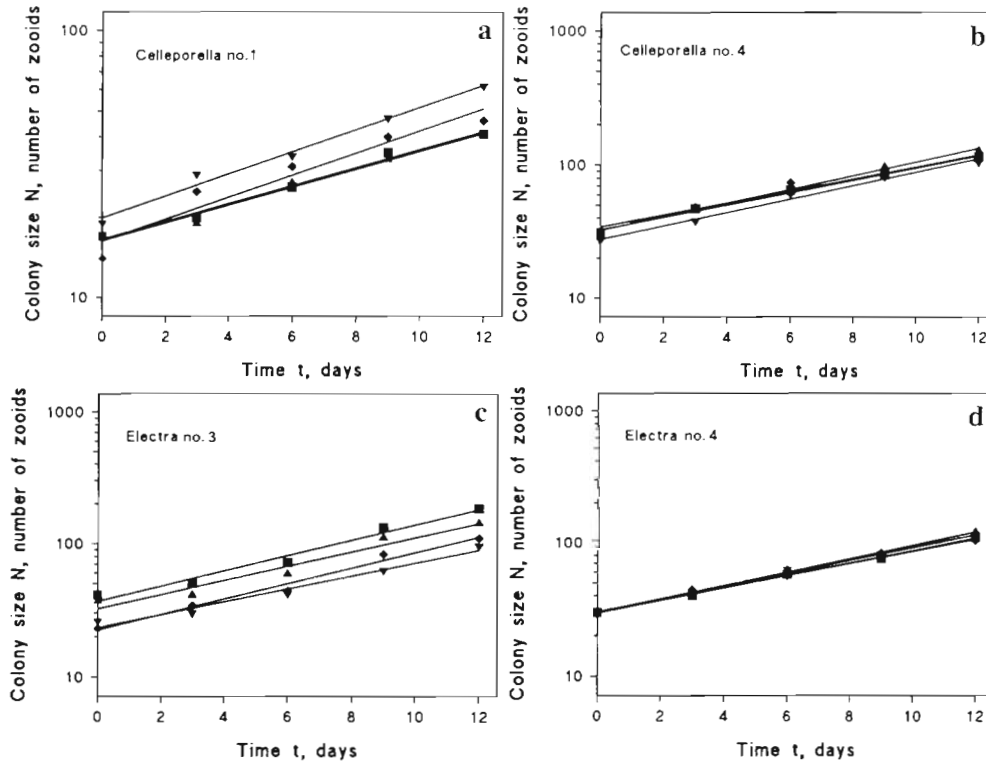 a
Celleporella no.1
Colony size N, number of zooids
100
10
0 2 4 6 8 10 12
Time t, days
b
Celleporella no.4
Colony size N, number of zooids
1000
100
10
0 2 4 6 8 10 12
Time t, days
c
Electra no.3
Colony size N, number of zooids
1000
100
10
0 2 4 6 8 10 12
Time t, days
d
Electra no.4
Colony size N, number of zooids
1000
100
10
0 2 4 6 8 10 12
Time t, days